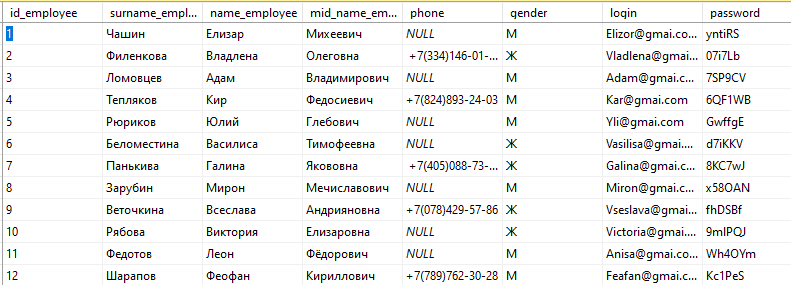 id_employee surname_empl... name_employee mid_name_em... phone gender login password
1 Чашин Елизар Михеевич NULL М Elizor@gmai.co... yntiRS
2 Филенкова Владлена Олеговна +7(334)146-01-... Ж Vladlena@gmai.... 07i7Lb
3 Ломовцев Адам Владимирович NULL М Adam@gmai.c... 7SP9CV
4 Тепляков Кир Федосиевич +7(824)893-24-03 М Kar@gmai.com 6QF1WB
5 Рюриков Юлий Глебович NULL М Yli@gmai.com GwffgE
6 Беломестина Василиса Тимофеевна NULL Ж Vasilisa@gmai.... d7iKKV
7 Панькива Галина Яковна +7(405)088-73-... Ж Galina@gmai.c... 8KC7wJ
8 Зарубин Мирон Мечиславович NULL М Miron@gmai.c... x58OAN
9 Веточкина Всеслава Андрияновна +7(078)429-57-86 Ж Vseslava@gmai... fhDSBf
10 Рябова Виктория Елизаровна NULL Ж Victoria@gmai.... 9mIPQJ
11 Федотов Леон Фёдорович NULL М Anisa@gmai.co... Wh4OYm
12 Шарапов Феофан Кириллович +7(789)762-30-28 М Feafan@gmai.c... Kc1PeS